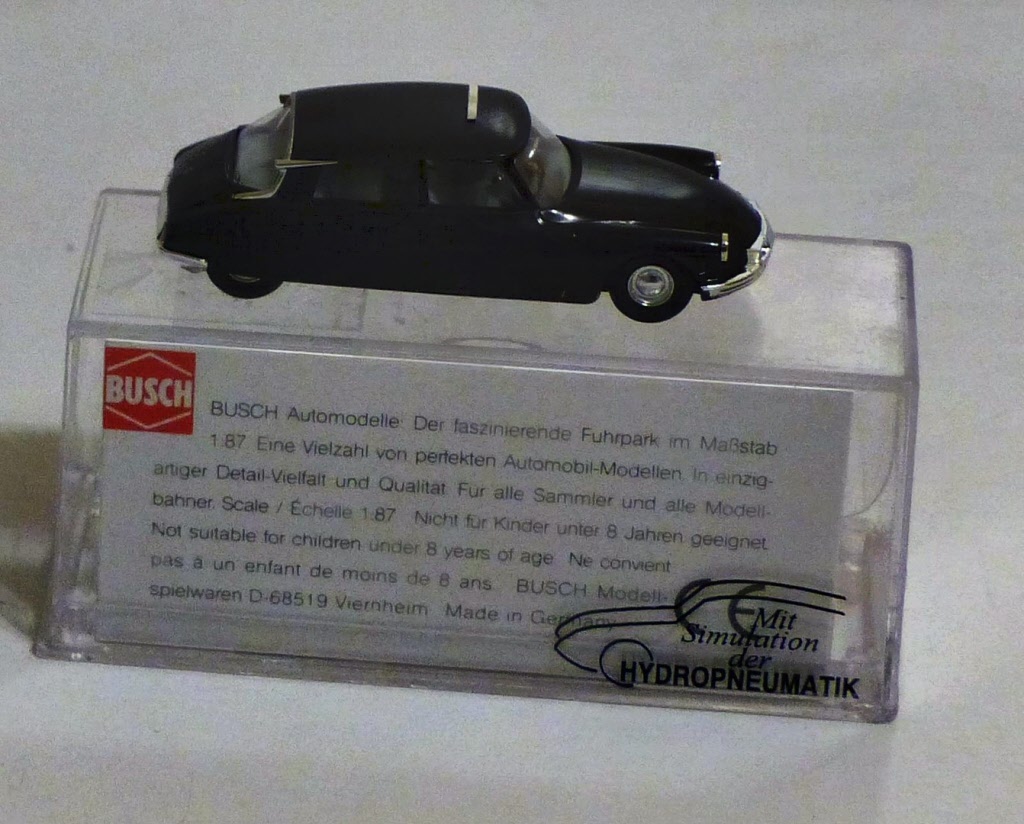 BUSCH
BUSCH Automodelle: Der faszinierende Fuhrpark im Maßstab
1:87. Eine Vielzahl von perfekten Automobil-Modellen. In einzig-
artiger Detail-Vielfalt und Qualität. Für alle Sammler und alle Modell-
bahner. Scale / Échelle 1:87. Nicht für Kinder unter 8 Jahren geeignet.
Not suitable for children under 8 years of age. Ne convient
pas à un enfant de moins de 8 ans. BUSCH Modell-
spielwaren D-68519 Viernheim. Made in Germany
Mit
Simulation
der
HYDROPNEUMATIK